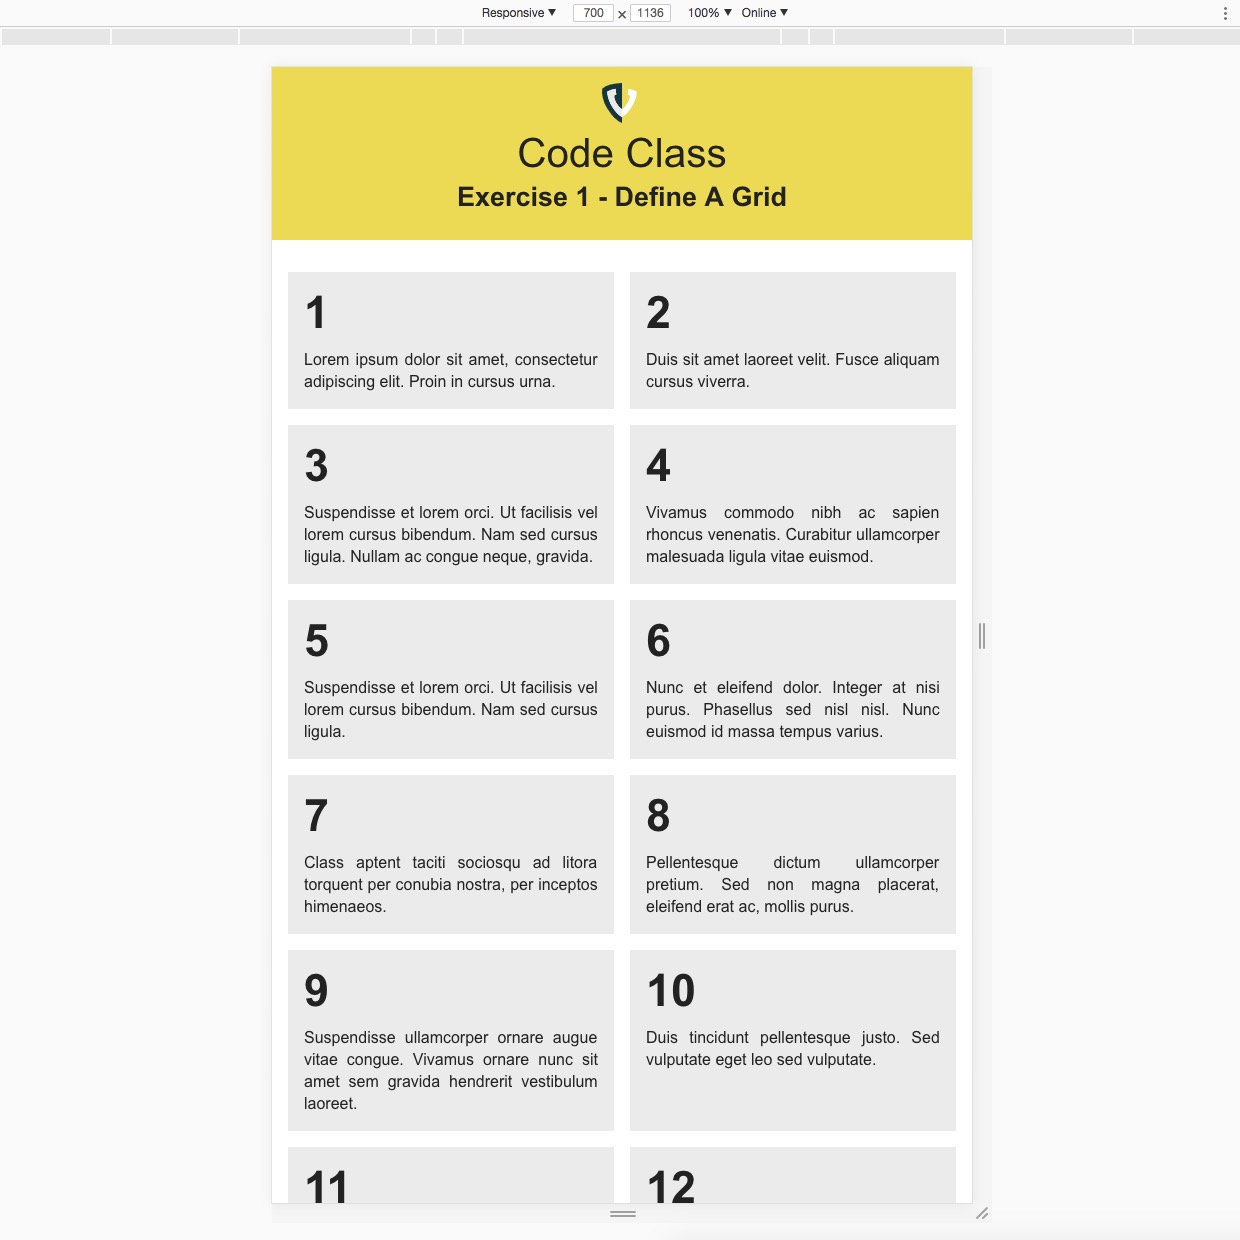 Responsive ▼ 700 × 1136 100% ▼ Online ▼
Code Class
Exercise 1 - Define A Grid
1
Lorem ipsum dolor sit amet, consectetur
adipiscing elit. Proin in cursus urna.
2
Duis sit amet laoreet velit. Fusce aliquam
cursus viverra.
3
Suspendisse et lorem orci. Ut facilisis vel
lorem cursus bibendum. Nam sed cursus
ligula. Nullam ac congue neque, gravida.
4
Vivamus commodo nibh ac sapien
rhoncus venenatis. Curabitur ullamcorper
malesuada ligula vitae euismod.
5
Suspendisse et lorem orci. Ut facilisis vel
lorem cursus bibendum. Nam sed cursus
ligula.
6
Nunc et eleifend dolor. Integer at nisi
purus. Phasellus sed nisl nisl. Nunc
euismod id massa tempus varius.
7
Class aptent taciti sociosqu ad litora
torquent per conubia nostra, per inceptos
himenaeos.
8
Pellentesque dictum ullamcorper
pretium. Sed non magna placerat,
eleifend erat ac, mollis purus.
9
Suspendisse ullamcorper ornare augue
vitae congue. Vivamus ornare nunc sit
amet sem gravida hendrerit vestibulum
laoreet.
10
Duis tincidunt pellentesque justo. Sed
vulputate eget leo sed vulputate.
11
12